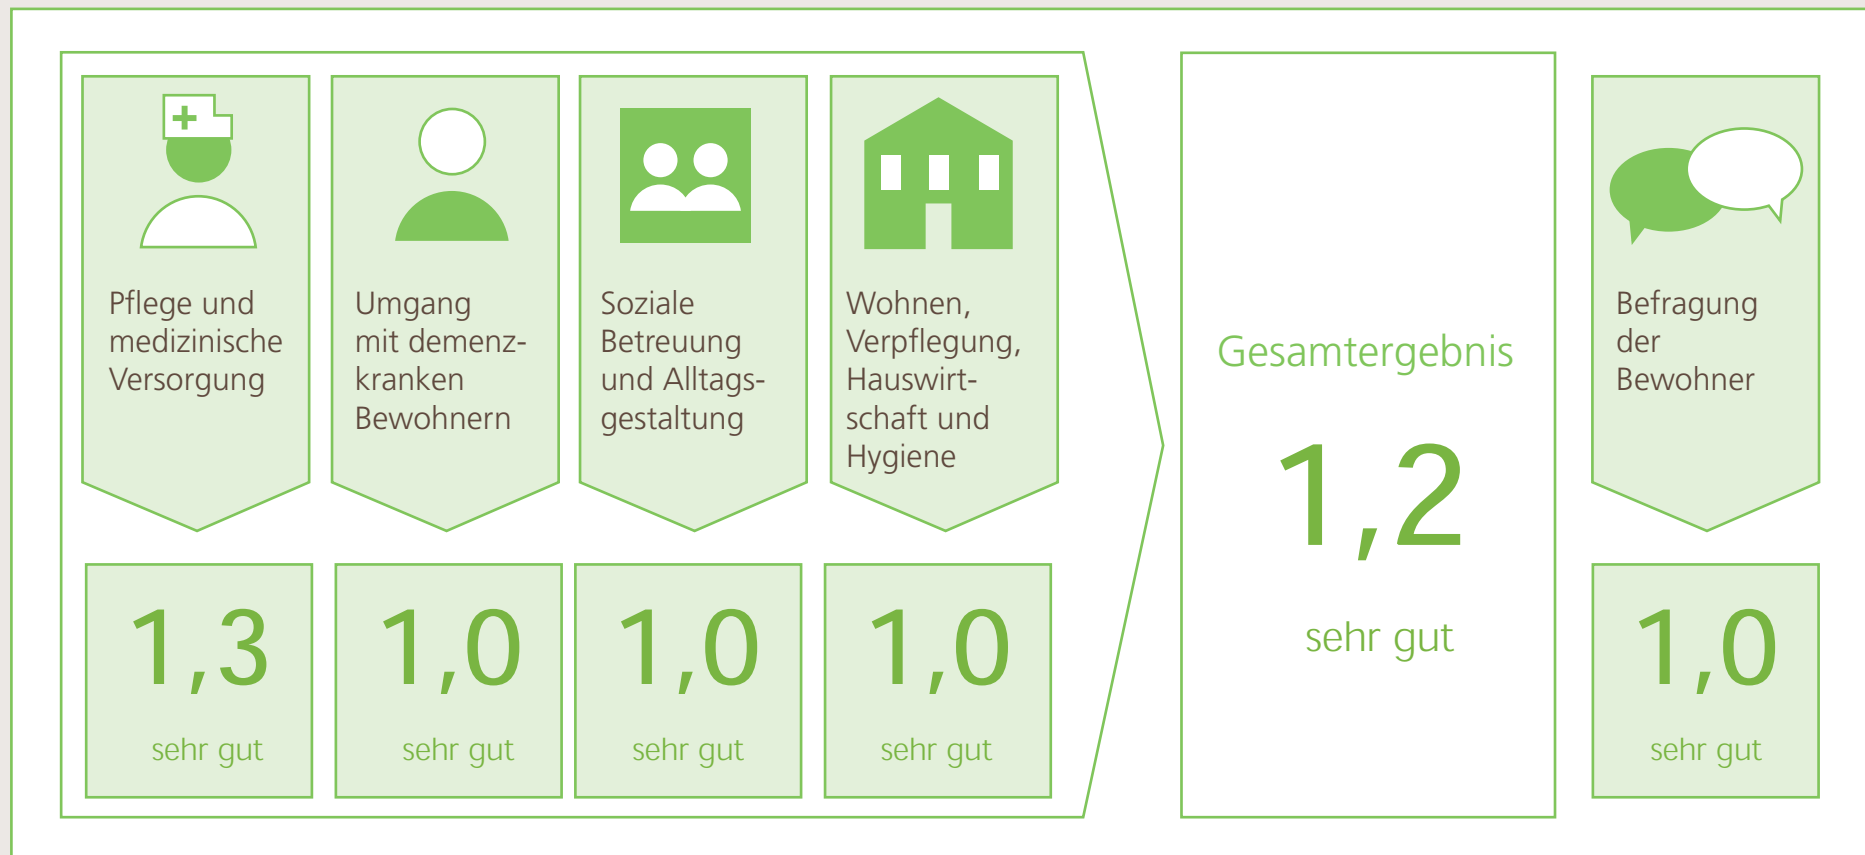 Pflege und
medizinische
Versorgung
1,3
sehr gut
Umgang
mit demenz-
kranken
Bewohnern
1,0
sehr gut
Soziale
Betreuung
und Alltags-
gestaltung
1,0
sehr gut
Wohnen,
Verpflegung,
Hauswirt-
schaft und
Hygiene
1,0
sehr gut
Gesamtergebnis
1,2
sehr gut
Befragung
der
Bewohner
1,0
sehr gut